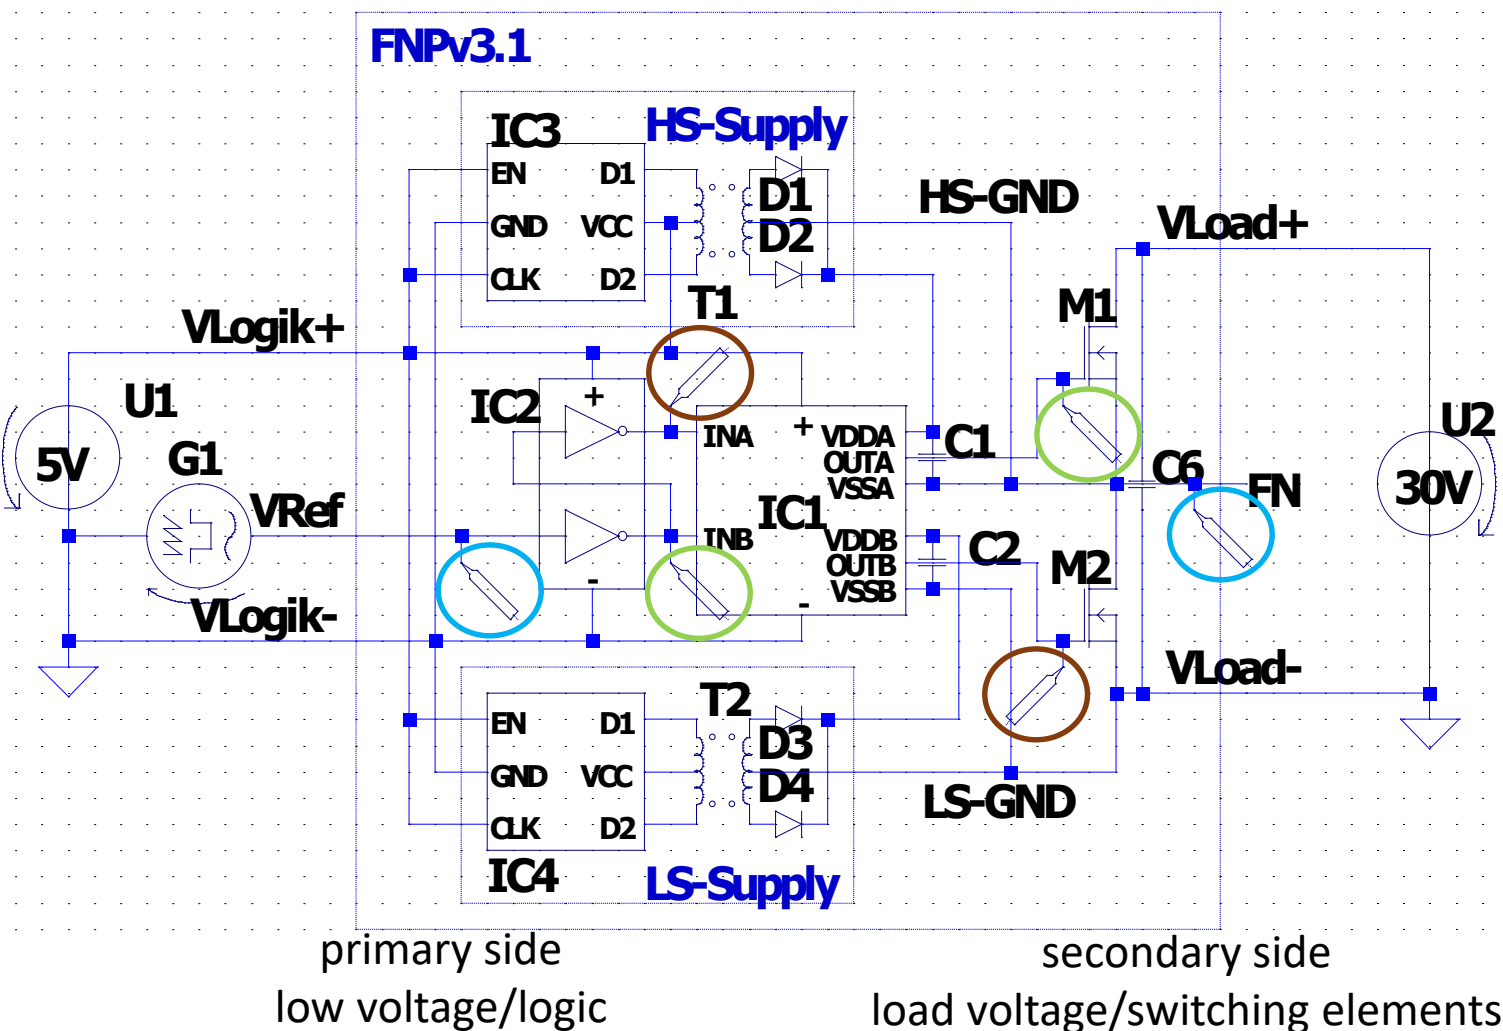 FNPv3.1
IC3
HS-Supply
EN
D1
GND
VCC
CLK
D2
D1
D2
HS-GND
VLoad+
T1
M1
VLogik+
U1
5V
G1
VRef
VLogik-
IC2
+
-
INA
+
VDDA
OUTA
VSSA
IC1
INB
VDDB
OUTB
VSSB
-
C1
C2
C6
FN
U2
30V
M2
VLoad-
T2
EN
D1
GND
VCC
CLK
D2
D3
D4
LS-GND
IC4
LS-Supply
primary side
low voltage/logic
secondary side
load voltage/switching elements